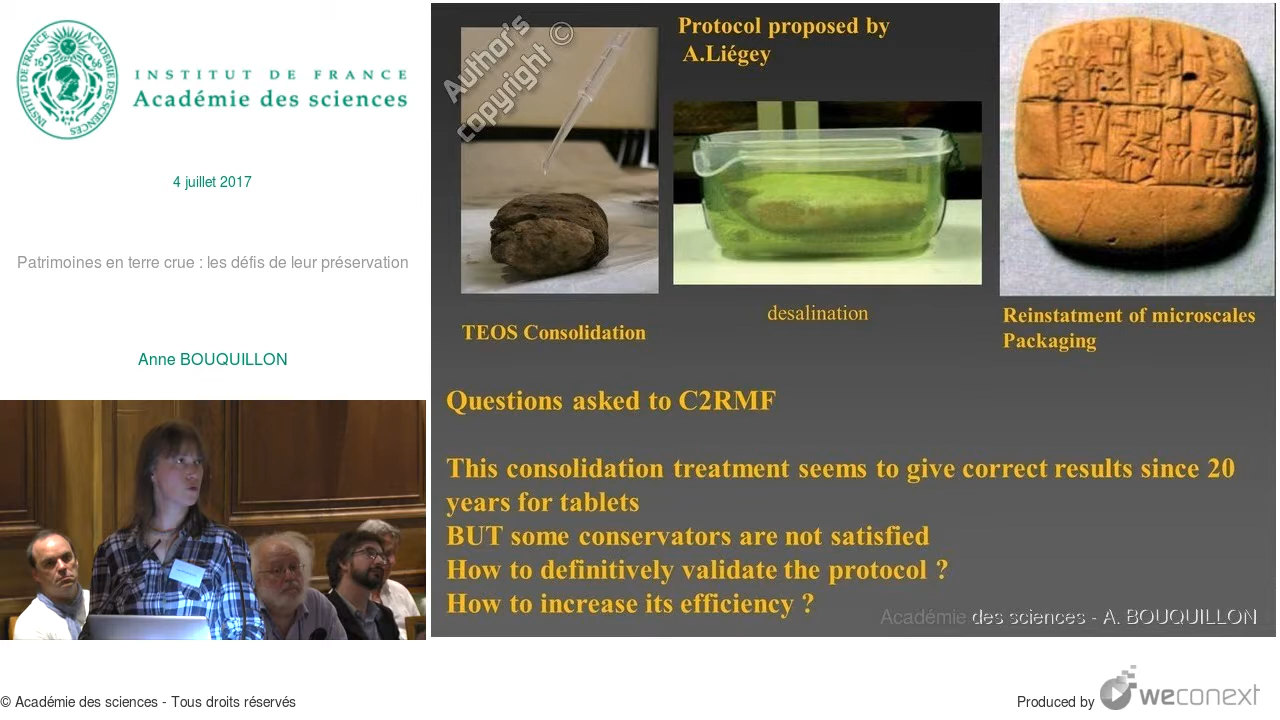 INSTITUT DE FRANCE
Académie des sciences
4 juillet 2017
Patrimoines en terre crue : les défis de leur préservation
Anne BOUQUILLON
Author's
copyright ©
Protocol proposed by
A.Liégey
TEOS Consolidation
desalination
Reinstatment of microscales
Packaging
Questions asked to C2RMF
This consolidation treatment seems to give correct results since 20
years for tablets
BUT some conservators are not satisfied
How to definitively validate the protocol ?
How to increase its efficiency ?
Académie des sciences - A. BOUQUILLON
© Académie des sciences - Tous droits réservés
Produced by weconext